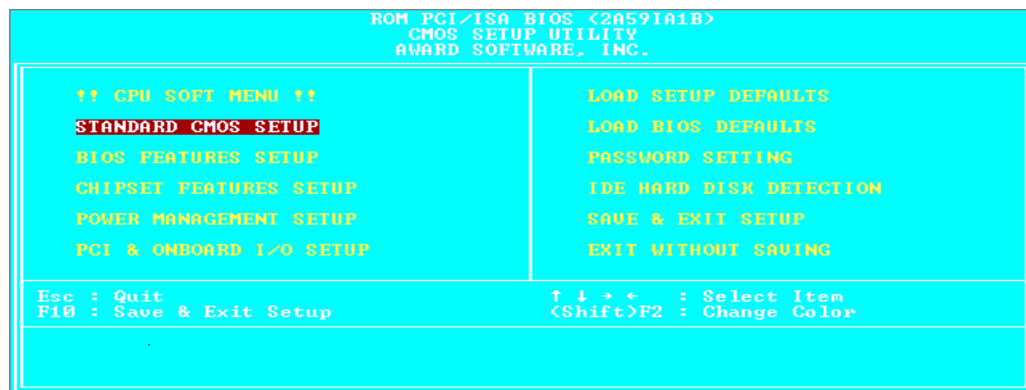 ROM PCI/ISA BIOS (2A59IA1B)
CMOS SETUP UTILITY
AWARD SOFTWARE, INC.
!! CPU SOFT MENU !!
STANDARD CMOS SETUP
BIOS FEATURES SETUP
CHIPSET FEATURES SETUP
POWER MANAGEMENT SETUP
PCI & ONBOARD I/O SETUP
LOAD SETUP DEFAULTS
LOAD BIOS DEFAULTS
PASSWORD SETTING
IDE HARD DISK DETECTION
SAVE & EXIT SETUP
EXIT WITHOUT SAVING
Esc : Quit
F10 : Save & Exit Setup
↑ ↓ → ← : Select Item
(Shift)F2 : Change Color